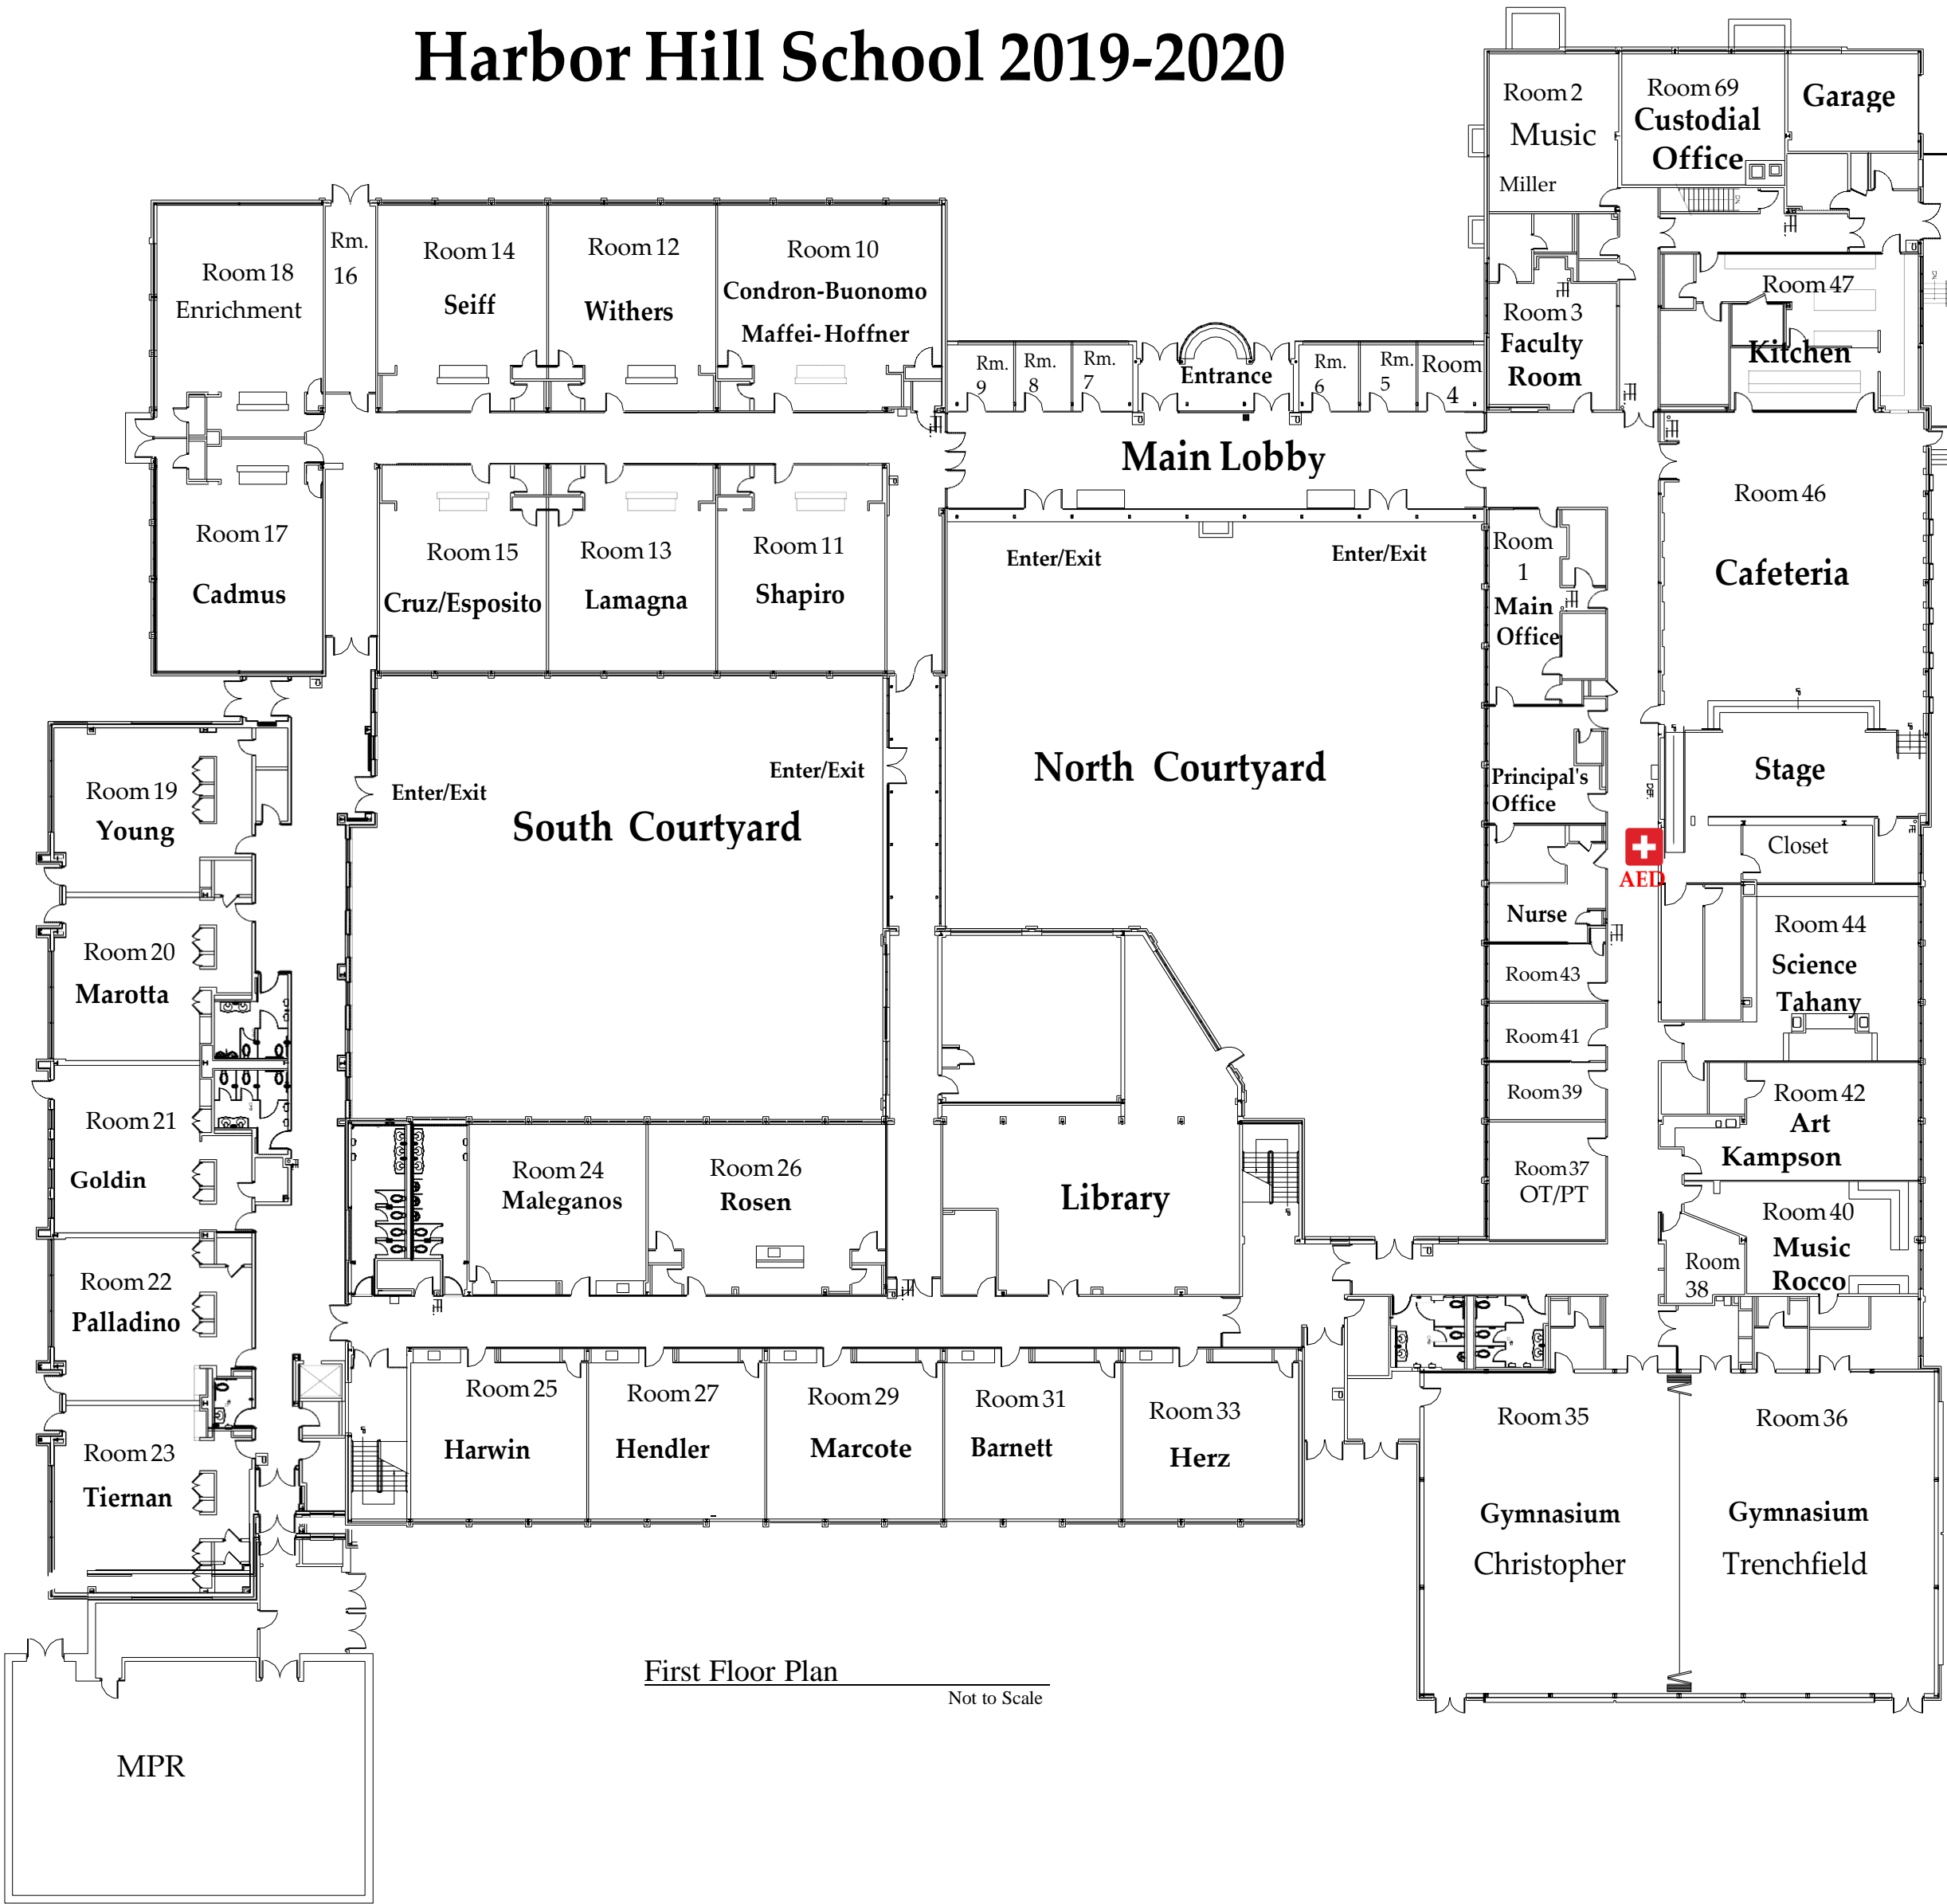 Harbor Hill School 2019-2020
Room 2
Music
Miller
Room 69
Custodial
Office
Garage
Room 18
Enrichment
Rm.
16
Room 14
Seiff
Room 12
Withers
Room 10
Condron-Buonomo
Maffei-Hoffner
Rm.
9
Rm.
8
Rm.
7
Entrance
Rm.
6
Rm.
5
Room
4
Room 3
Faculty
Room
Room 47
Kitchen
Main Lobby
Room 17
Cadmus
Room 15
Cruz/Esposito
Room 13
Lamagna
Room 11
Shapiro
Enter/Exit
Enter/Exit
Room
1
Main
Office
Room 46
Cafeteria
Room 19
Young
Enter/Exit
Enter/Exit
South Courtyard
North Courtyard
Principal's
Office
Stage
DEF.
AED
Closet
Nurse
Room 20
Marotta
Room 43
Room 44
Science
Tahany
Room 41
Room 21
Goldin
Room 39
Room 42
Art
Kampson
Room 24
Maleganos
Room 26
Rosen
Library
Room 37
OT/PT
Room 40
Music
Rocco
Room
38
Room 22
Palladino
Room 25
Harwin
Room 27
Hendler
Room 29
Marcote
Room 31
Barnett
Room 33
Herz
Room 35
Gymnasium
Christopher
Room 36
Gymnasium
Trenchfield
Room 23
Tiernan
First Floor Plan
Not to Scale
MPR